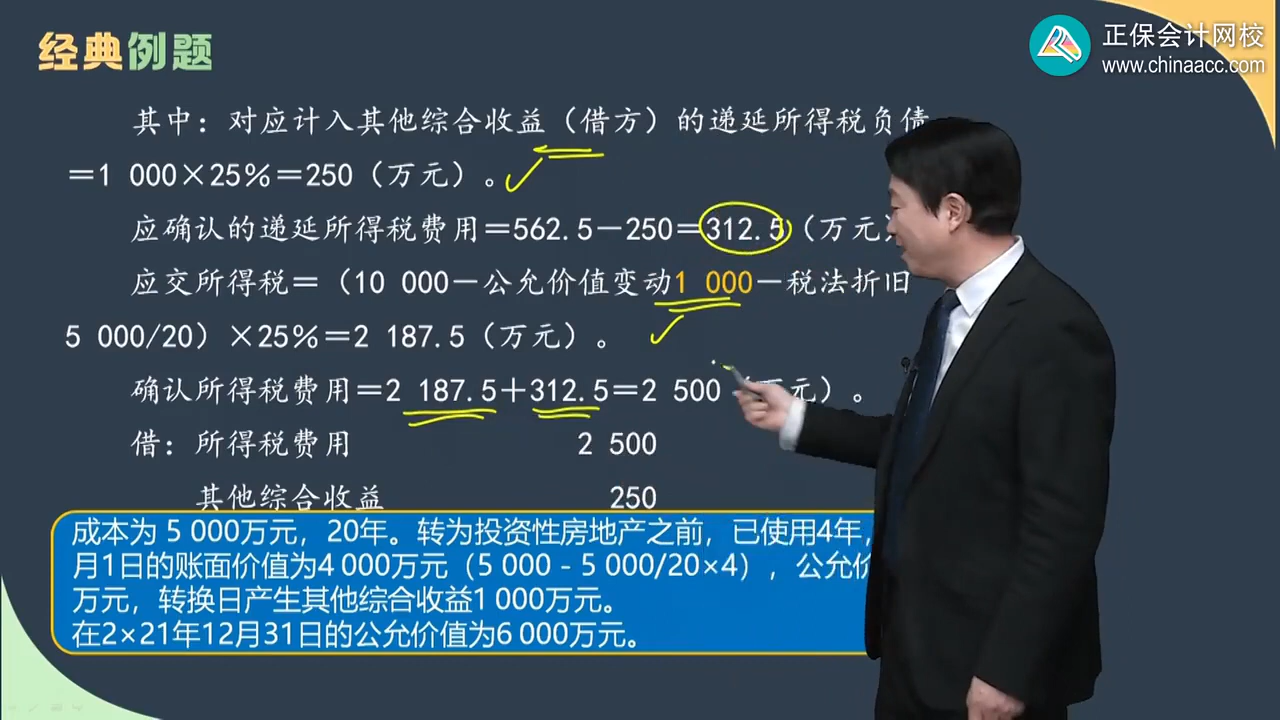 经典例题
正保会计网校
www.chinaacc.com
其中：对应计入其他综合收益（借方）的递延所得税负债
＝1 000×25％＝250（万元）。
应确认的递延所得税费用＝562.5－250＝312.5（万元）
应交所得税＝（10 000－公允价值变动1 000－税法折旧
5 000/20）×25％＝2 187.5（万元）。
确认所得税费用＝2 187.5＋312.5＝2 500（万元）。
借：所得税费用 2 500
其他综合收益 250
成本为 5 000万元，20年。转为投资性房地产之前，已使用4年，
月1日的账面价值为4 000万元（5 000 - 5 000/20×4），公允价
万元，转换日产生其他综合收益1 000万元。
在2×21年12月31日的公允价值为6 000万元。